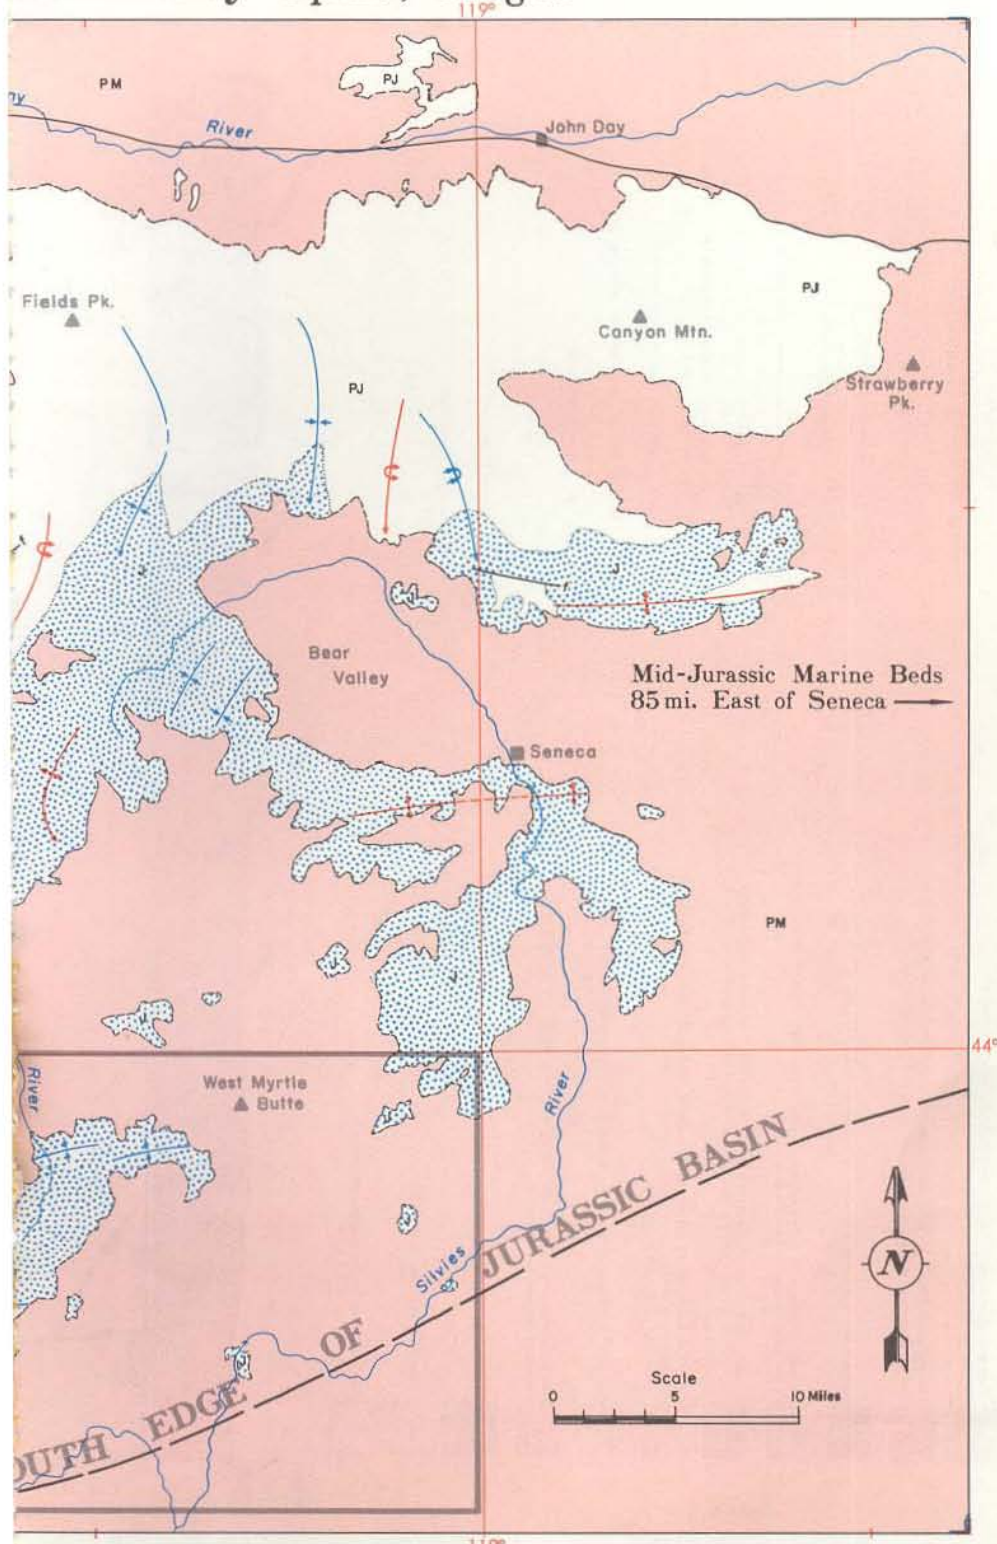 119°
PM
PJ
River
John Day
PJ
Fields Pk.
Canyon Mtn.
PJ
Strawberry
Pk.
J
J
J
Bear
Valley
Mid-Jurassic Marine Beds
85 mi. East of Seneca
Seneca
PM
J
J
J
44°
River
West Myrtle
Butte
River
J
J
SOUTH EDGE OF JURASSIC BASIN
Silvies
J
N
Scale
0 5 10 Miles
119°